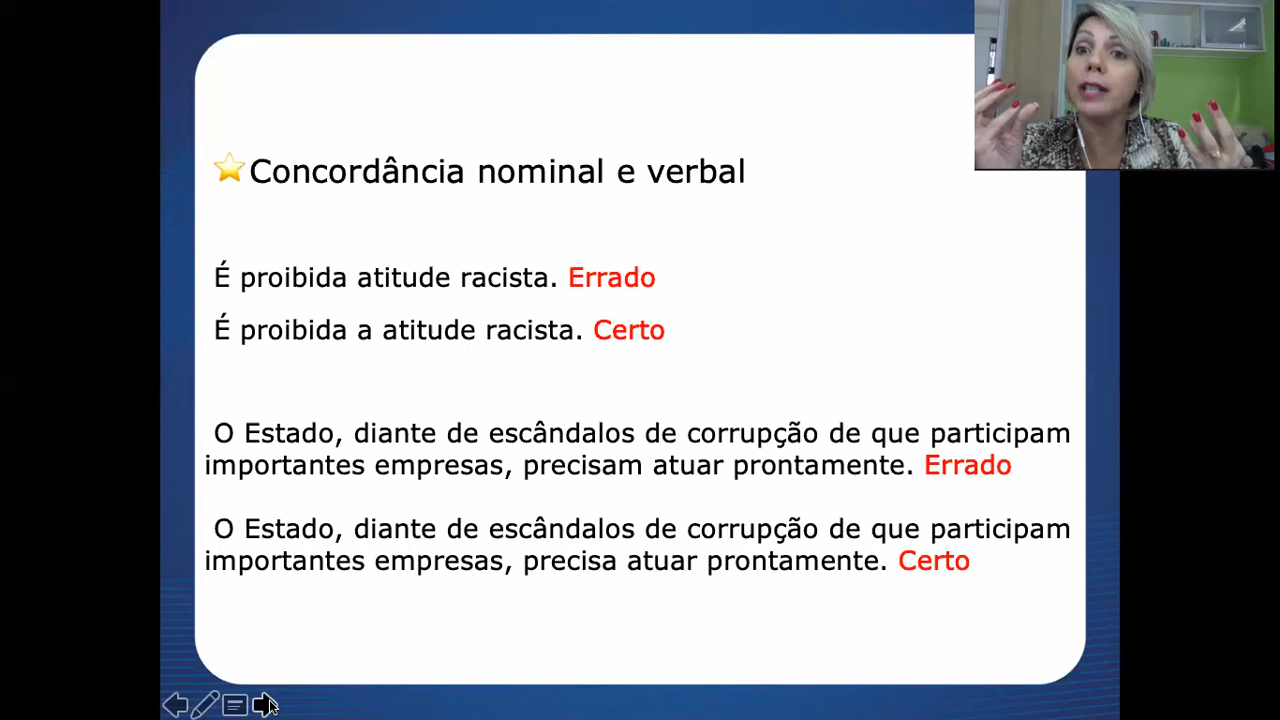 Concordância nominal e verbal
É proibida atitude racista. Errado
É proibida a atitude racista. Certo
O Estado, diante de escândalos de corrupção de que participam
importantes empresas, precisam atuar prontamente. Errado
O Estado, diante de escândalos de corrupção de que participam
importantes empresas, precisa atuar prontamente. Certo